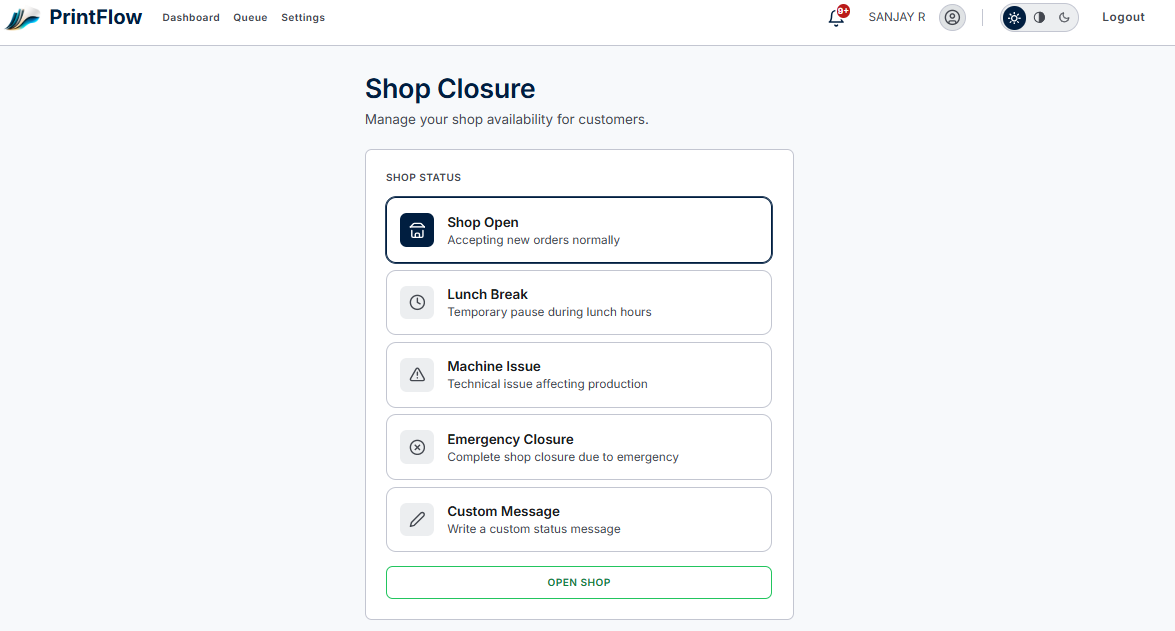 PrintFlow Dashboard Queue Settings 9+ SANJAY R Logout
Shop Closure
Manage your shop availability for customers.
SHOP STATUS
Shop Open
Accepting new orders normally
Lunch Break
Temporary pause during lunch hours
Machine Issue
Technical issue affecting production
Emergency Closure
Complete shop closure due to emergency
Custom Message
Write a custom status message
OPEN SHOP